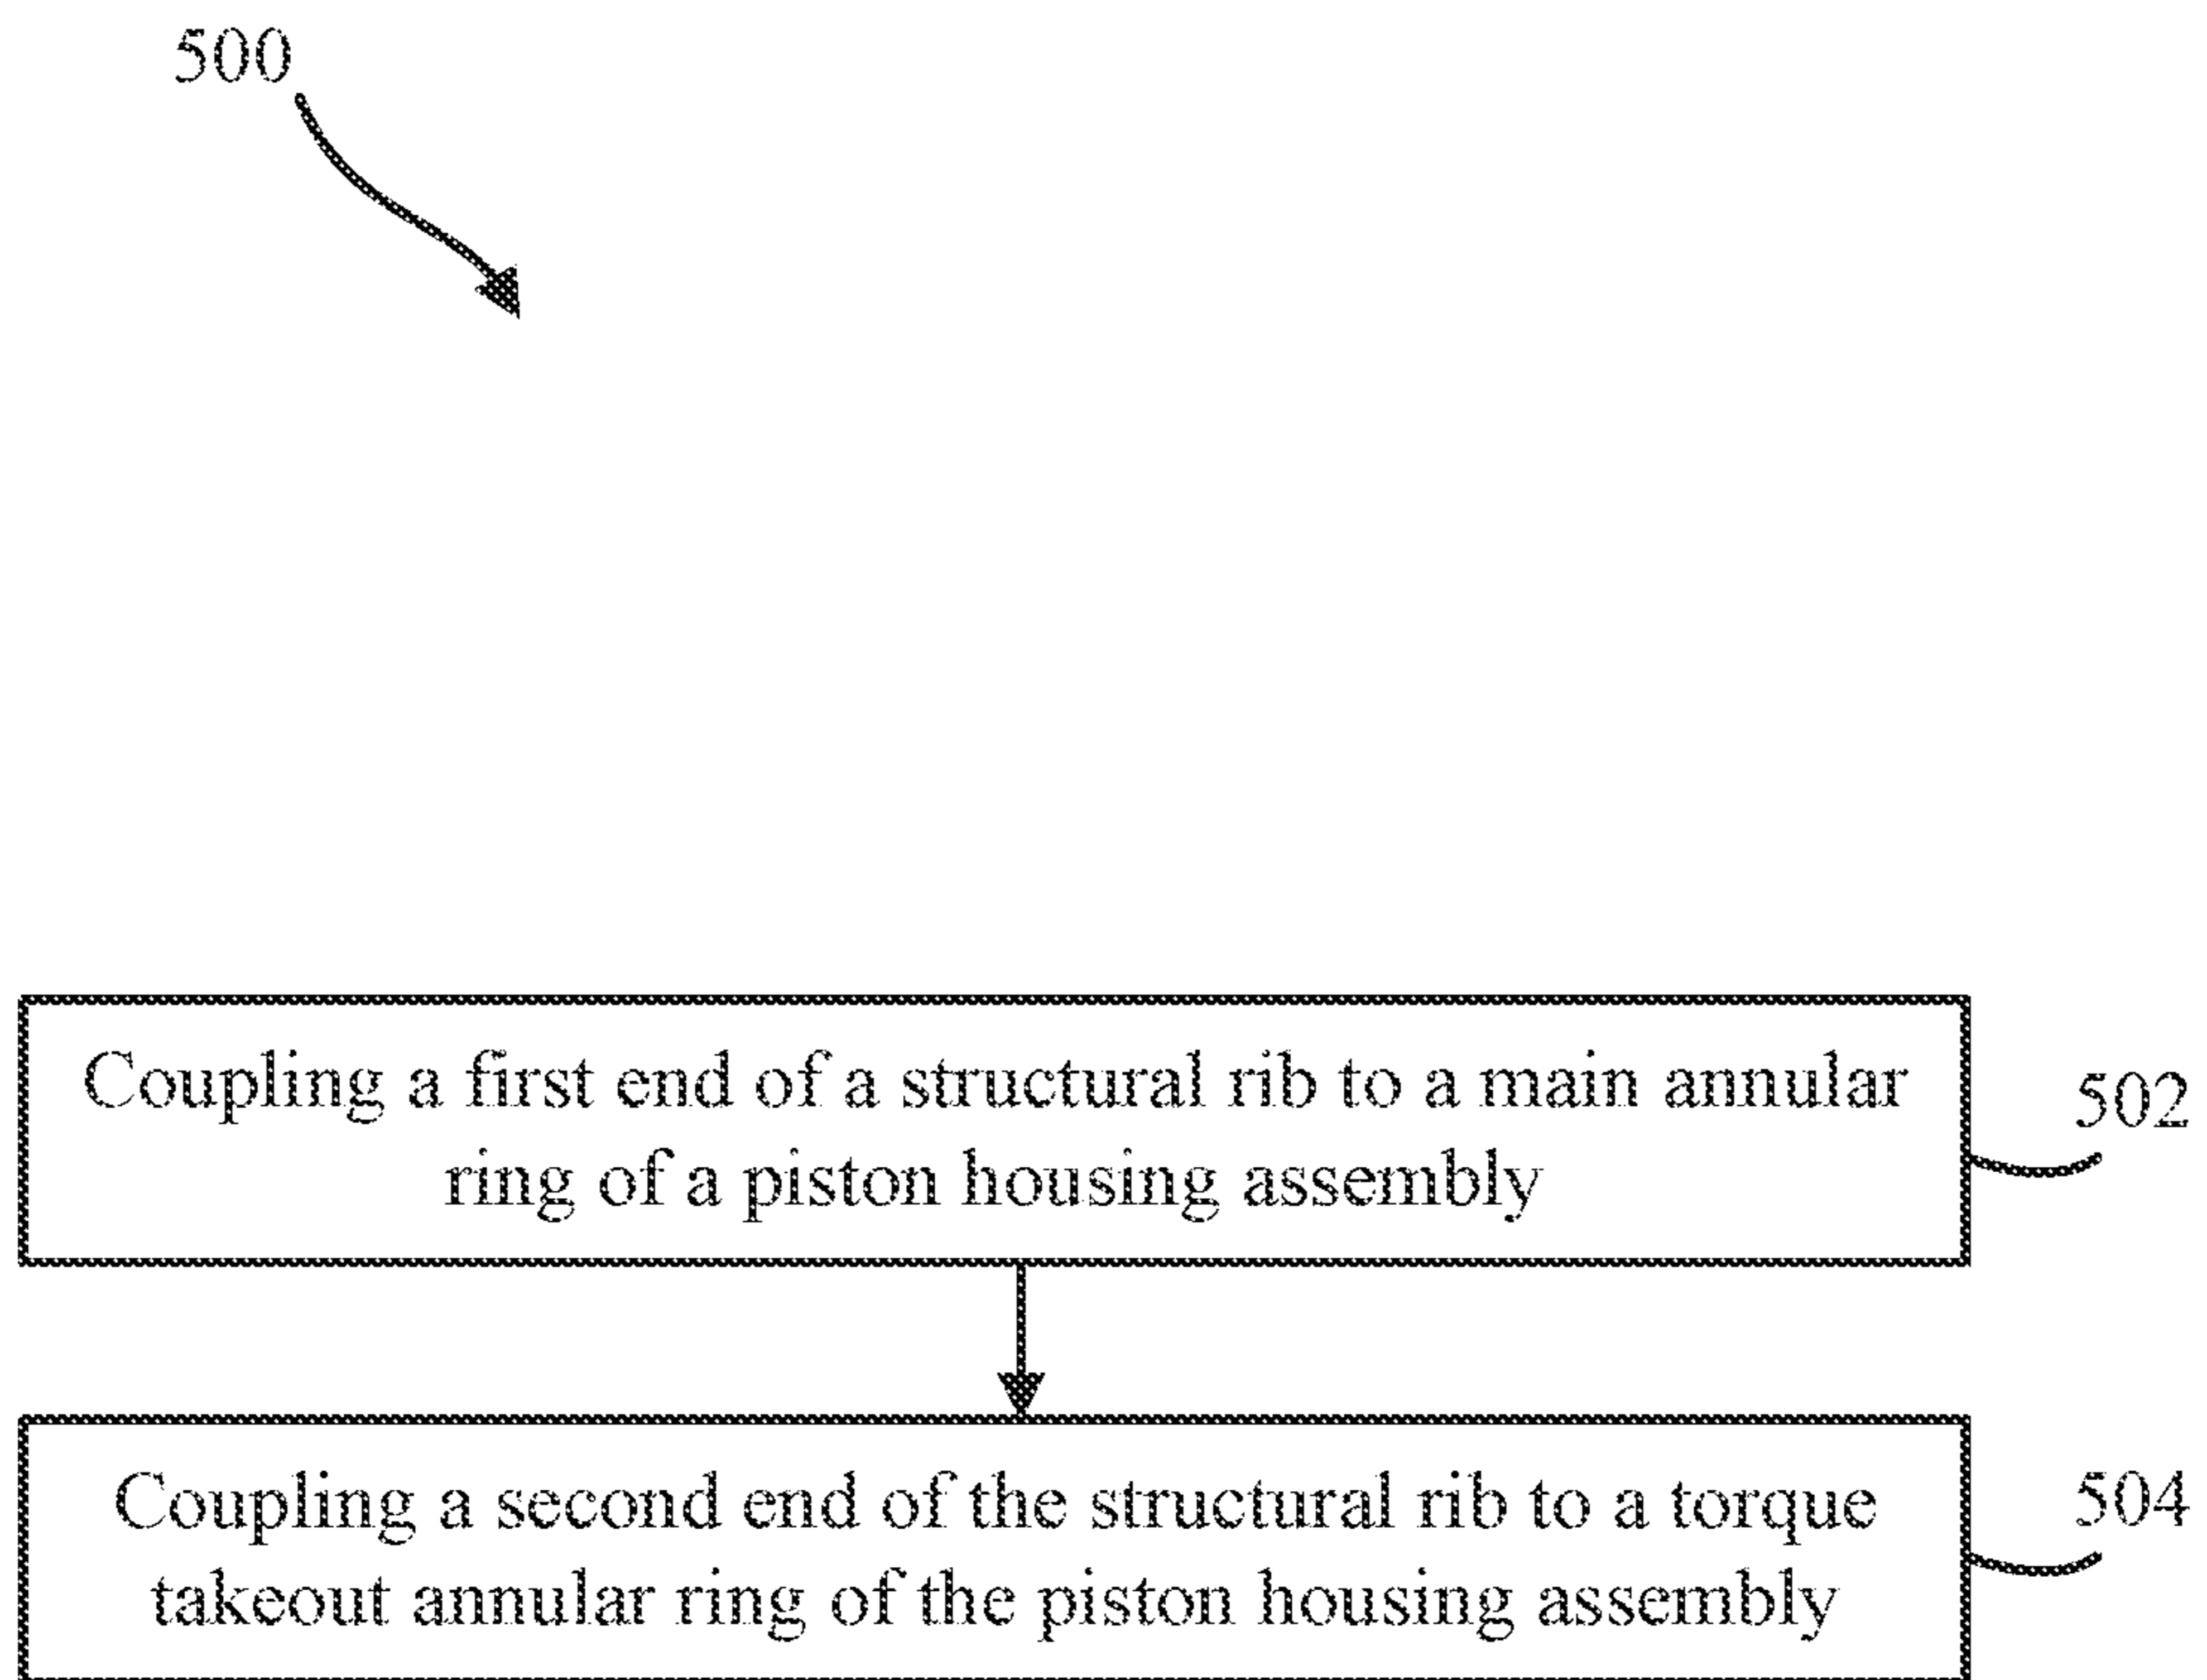 500
Coupling a first end of a structural rib to a main annular
ring of a piston housing assembly
502
Coupling a second end of the structural rib to a torque
takeout annular ring of the piston housing assembly
504